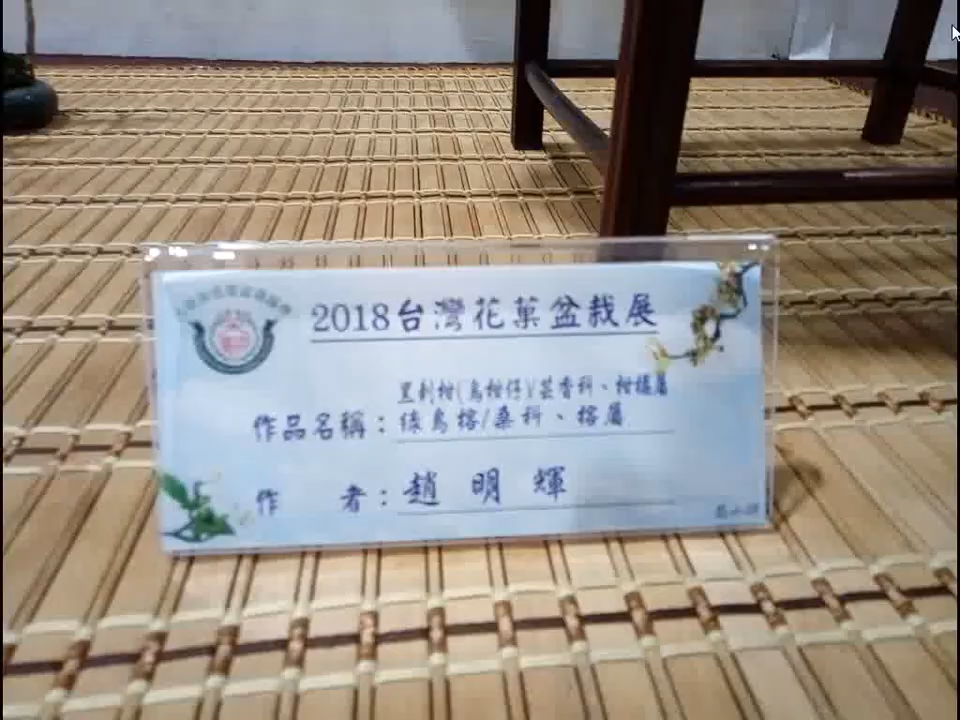 2018台灣花菓盆栽展
黑刺柑(烏柑仔)/芸香科、柑橘屬
作品名稱：綠島榕/桑科、榕屬
作 者：趙 明 輝